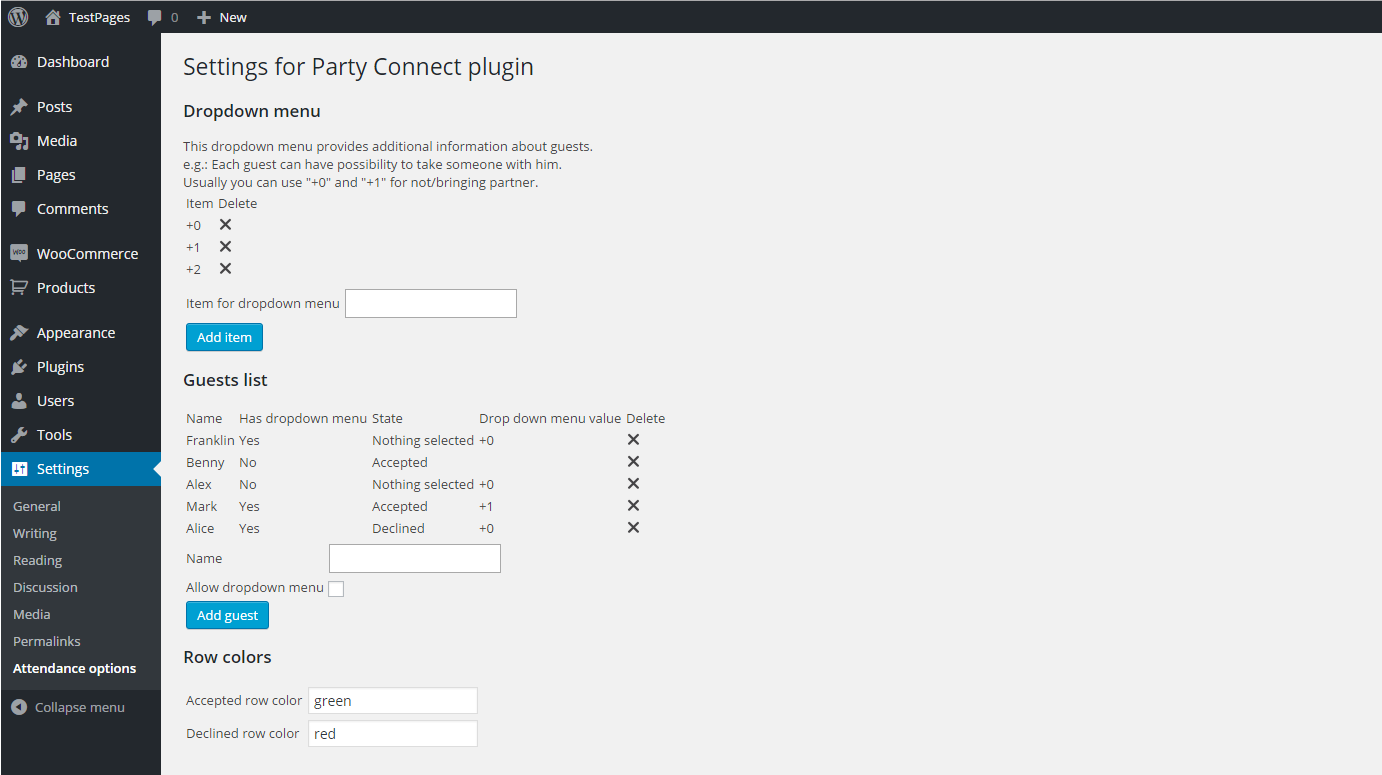 TestPages 0 New
Dashboard
Posts
Media
Pages
Comments
WooCommerce
Products
Appearance
Plugins
Users
Tools
Settings
General
Writing
Reading
Discussion
Media
Permalinks
Attendance options
Collapse menu
Settings for Party Connect plugin
Dropdown menu
This dropdown menu provides additional information about guests.
e.g.: Each guest can have possibility to take someone with him.
Usually you can use "+0" and "+1" for not/bringing partner.
Item Delete
+0
+1
+2
Item for dropdown menu
Add item
Guests list
Name Has dropdown menu State Drop down menu value Delete
Franklin Yes Nothing selected +0
Benny No Accepted
Alex No Nothing selected +0
Mark Yes Accepted +1
Alice Yes Declined +0
Name
Allow dropdown menu
Add guest
Row colors
Accepted row color green
Declined row color red